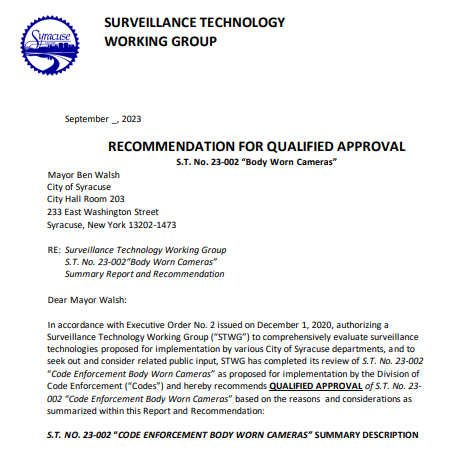 Syracuse
SURVEILLANCE TECHNOLOGY
WORKING GROUP
September _, 2023
RECOMMENDATION FOR QUALIFIED APPROVAL
S.T. No. 23-002 “Body Worn Cameras”
Mayor Ben Walsh
City of Syracuse
City Hall Room 203
233 East Washington Street
Syracuse, New York 13202-1473
RE: Surveillance Technology Working Group
S.T. No. 23-002“Body Worn Cameras”
Summary Report and Recommendation
Dear Mayor Walsh:
In accordance with Executive Order No. 2 issued on December 1, 2020, authorizing a
Surveillance Technology Working Group (“STWG”) to comprehensively evaluate surveillance
technologies proposed for implementation by various City of Syracuse departments, and to
seek out and consider related public input, STWG has completed its review of S.T. No. 23-002
“Code Enforcement Body Worn Cameras” as proposed for implementation by the Division of
Code Enforcement (“Codes”) and hereby recommends QUALIFIED APPROVAL of S.T. No. 23-
002 “Code Enforcement Body Worn Cameras” based on the reasons and considerations as
summarized within this Report and Recommendation:
S.T. NO. 23-002 “CODE ENFORCEMENT BODY WORN CAMERAS” SUMMARY DESCRIPTION